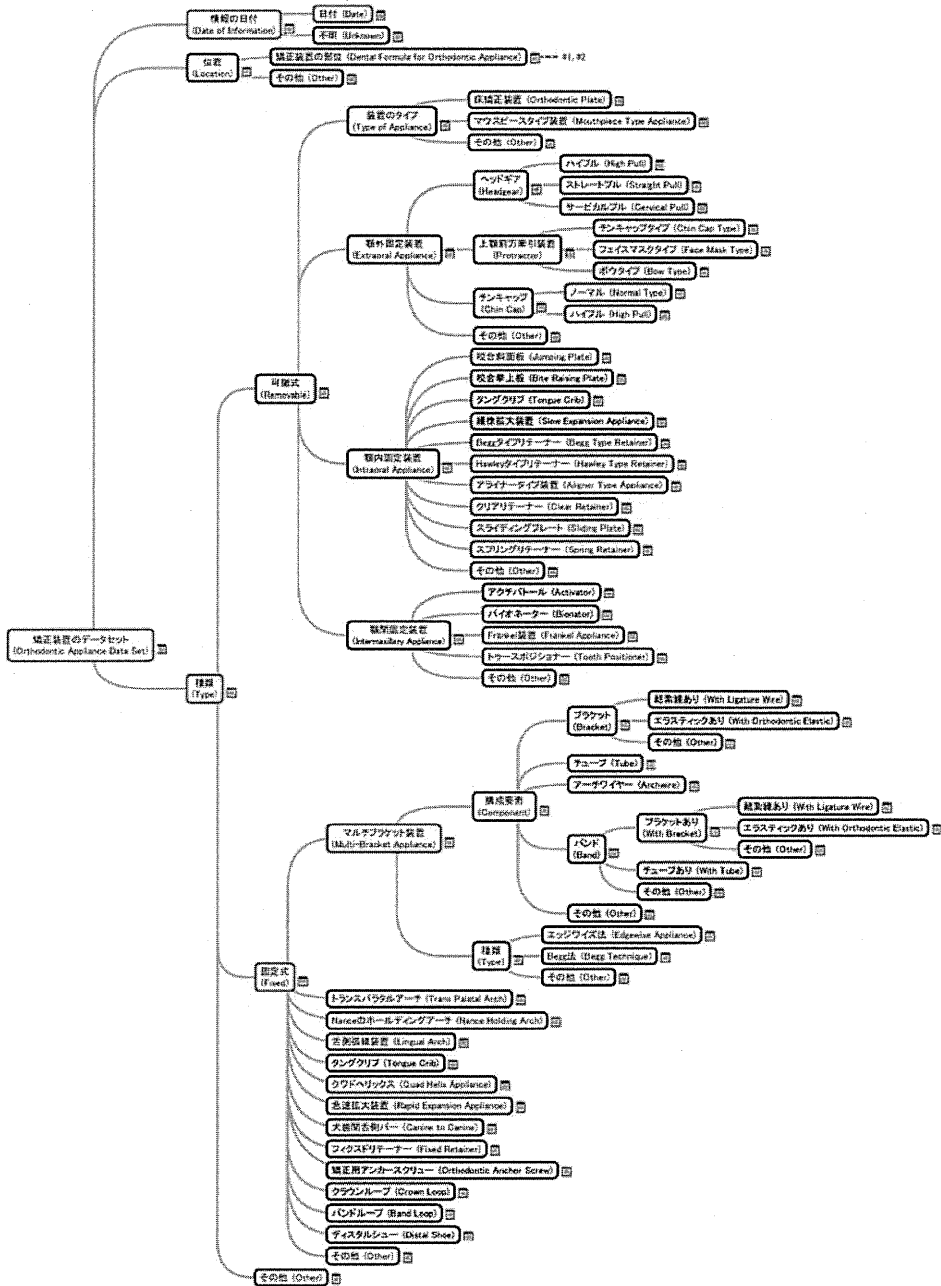 情報の日付
(Date of Information)
日付 (Date)
不明 (Unknown)
位置
(Location)
矯正装置の部位 (Dental Formula for Orthodontic Appliance)
#1, #2
その他 (Other)
装置のタイプ
(Type of Appliance)
床矯正装置 (Orthodontic Plate)
マウスピースタイプ装置 (Mouthpiece Type Appliance)
その他 (Other)
ヘッドギア
(Headgear)
ハイプル (High Pull)
ストレートプル (Straight Pull)
サービカルプル (Cervical Pull)
顎外固定装置
(Extraoral Appliance)
上顎前方牽引装置
(Protractor)
チンキャップタイプ (Chin Cap Type)
フェイスマスクタイプ (Face Mask Type)
ボウタイプ (Bow Type)
チンキャップ
(Chin Cap)
ノーマル (Normal Type)
ハイプル (High Pull)
その他 (Other)
可撤式
(Removable)
咬合斜面板 (Jumping Plate)
咬合挙上板 (Bite Raising Plate)
タングクリブ (Tongue Crib)
緩徐拡大装置 (Slow Expansion Appliance)
Beggタイプリテーナー (Begg Type Retainer)
顎内固定装置
(Intraoral Appliance)
Hawleyタイプリテーナー (Hawley Type Retainer)
アライナータイプ装置 (Aligner Type Appliance)
クリアリテーナー (Clear Retainer)
スライディングプレート (Sliding Plate)
スプリングリテーナー (Spring Retainer)
その他 (Other)
アクチバトール (Activator)
バイオネーター (Bionator)
顎間固定装置
(Intermaxillary Appliance)
Frankel装置 (Frankel Appliance)
トゥースポジショナー (Tooth Positioner)
その他 (Other)
矯正装置のデータセット
(Orthodontic Appliance Data Set)
種類
(Type)
ブラケット
(Bracket)
結紮線あり (With Ligature Wire)
エラスティックあり (With Orthodontic Elastic)
その他 (Other)
チューブ (Tube)
アーチワイヤー (Archwire)
構成要素
(Component)
マルチブラケット装置
(Multi-Bracket Appliance)
バンド
(Band)
ブラケットあり
(With Bracket)
結紮線あり (With Ligature Wire)
エラスティックあり (With Orthodontic Elastic)
その他 (Other)
チューブあり (With Tube)
その他 (Other)
その他 (Other)
種類
(Type)
エッジワイズ法 (Edgewise Appliance)
Begg法 (Begg Technique)
その他 (Other)
固定式
(Fixed)
トランスパラタルアーチ (Trans Palatal Arch)
Nanceのホールディングアーチ (Nance Holding Arch)
舌側弧線装置 (Lingual Arch)
タングクリブ (Tongue Crib)
クワドヘリックス (Quad Helix Appliance)
急速拡大装置 (Rapid Expansion Appliance)
犬歯間舌側バー (Canine to Canine)
フィクスドリテーナー (Fixed Retainer)
矯正用アンカースクリュー (Orthodontic Anchor Screw)
クラウンループ (Crown Loop)
バンドループ (Band Loop)
ディスタルシュー (Distal Shoe)
その他 (Other)
その他 (Other)